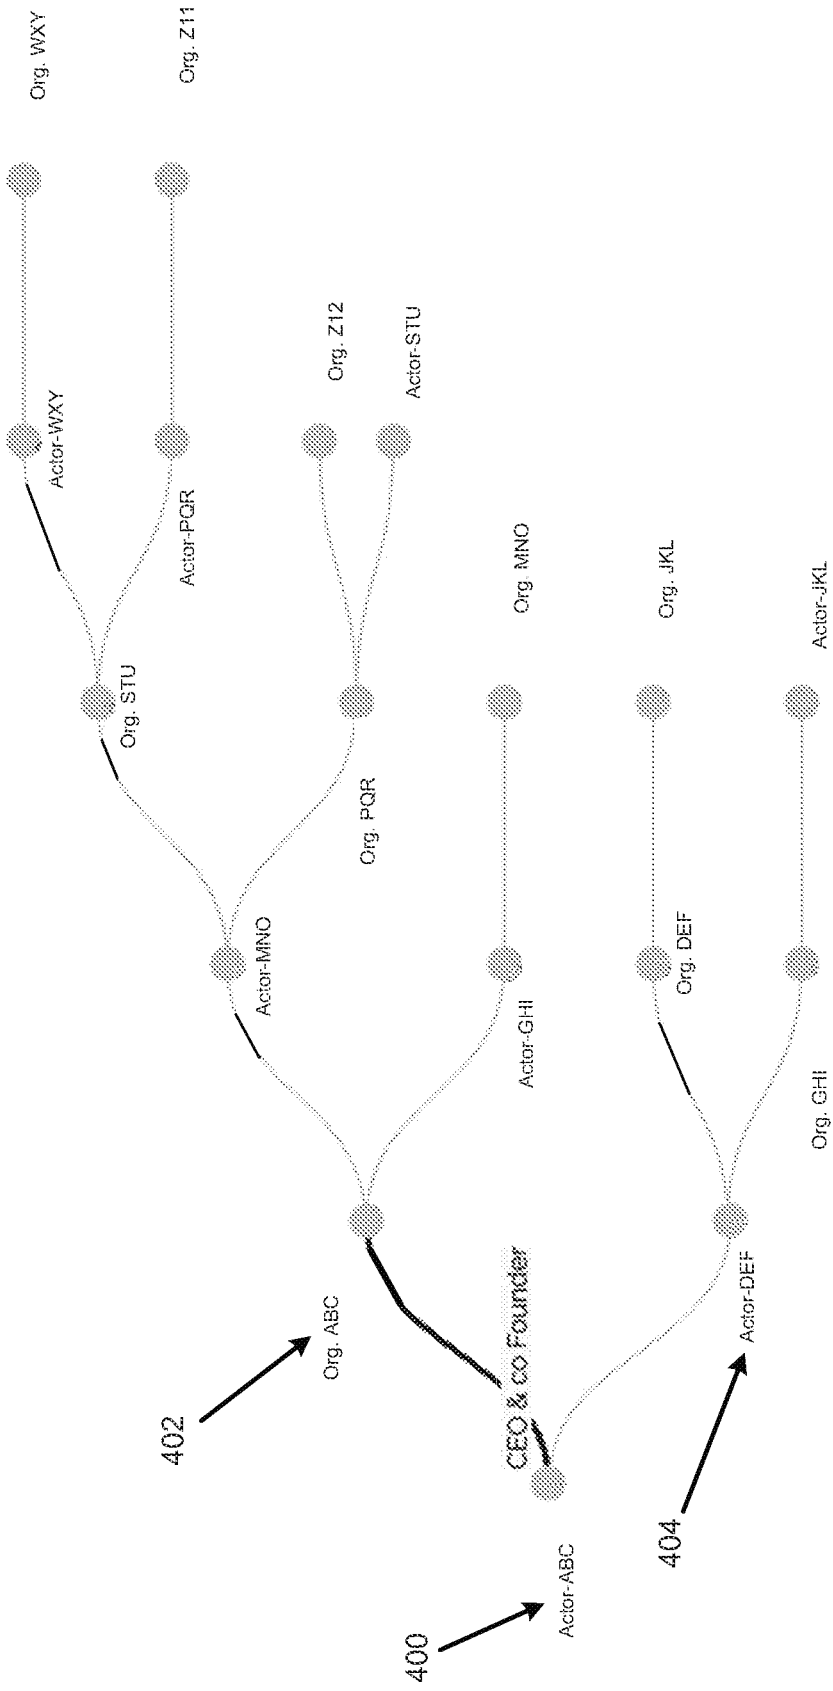 Org. WXY
Org. Z11
Actor-WXY
Org. Z12
Actor-STU
Actor-PQR
Org. STU
Org. MNO
Org. JKL
Actor-JKL
Org. PQR
Actor-MNO
Org. DEF
Actor-GHI
Org. GHI
Org. ABC
CEO & co Founder
Actor-DEF
402
404
Actor-ABC
400